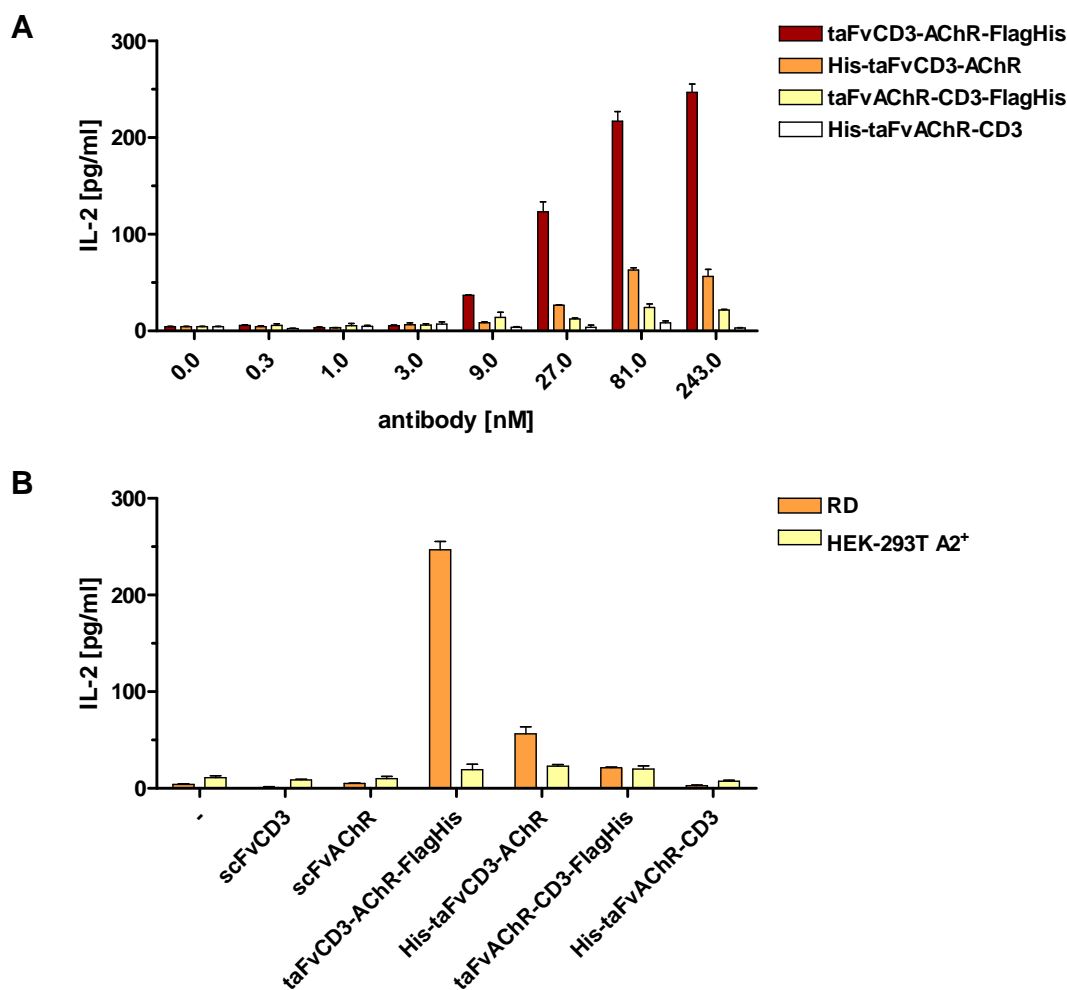 A
300
200
100
0
IL-2 [pg/ml]
0.0
0.3
1.0
3.0
9.0
27.0
81.0
243.0
antibody [nM]
taFvCD3-AChR-FlagHis
His-taFvCD3-AChR
taFvAChR-CD3-FlagHis
His-taFvAChR-CD3
B
300
200
100
0
IL-2 [pg/ml]
-
scFvCD3
scFvAChR
taFvCD3-AChR-FlagHis
His-taFvCD3-AChR
taFvAChR-CD3-FlagHis
His-taFvAChR-CD3
RD
HEK-293T A2⁺